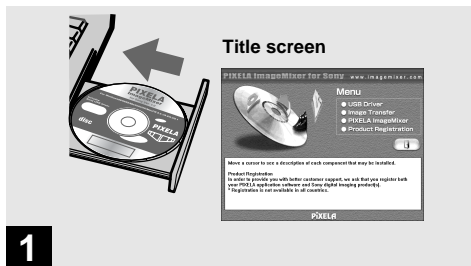 Title screen
PIXELA ImageMixer for Sony www.imagemixer.com
Menu
USB Driver
Image Transfer
PIXELA ImageMixer
Product Registration
PIXELA
disc
PIXELA
Move a cursor to see a description of each component that may be installed.
Product Registration
In order to provide you with better customer support, we ask that you register both
your PIXELA application software and Sony digital imaging product(s).
* Registration is not available in all countries.
PIXELA
1